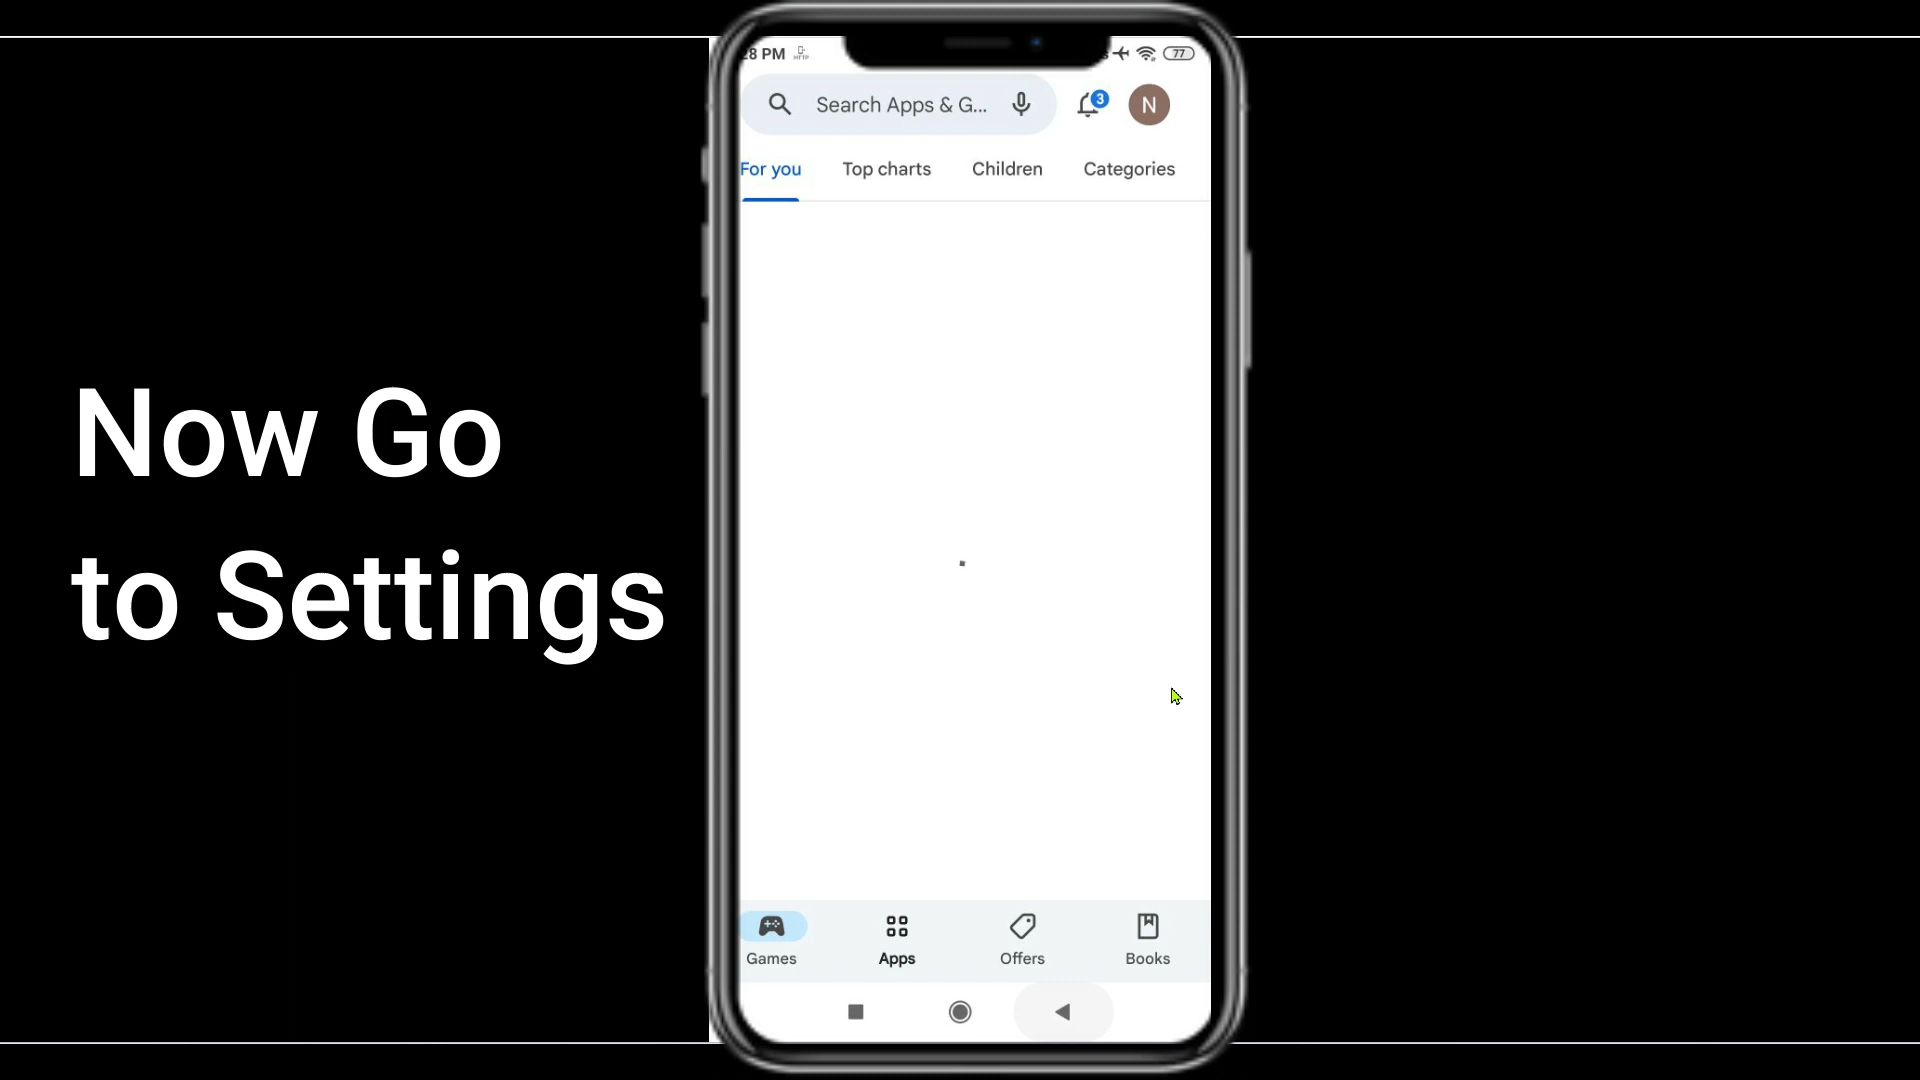 28 PM
77
Search Apps & G...
3
N
For you Top charts Children Categories
Now Go
to Settings
Games Apps Offers Books